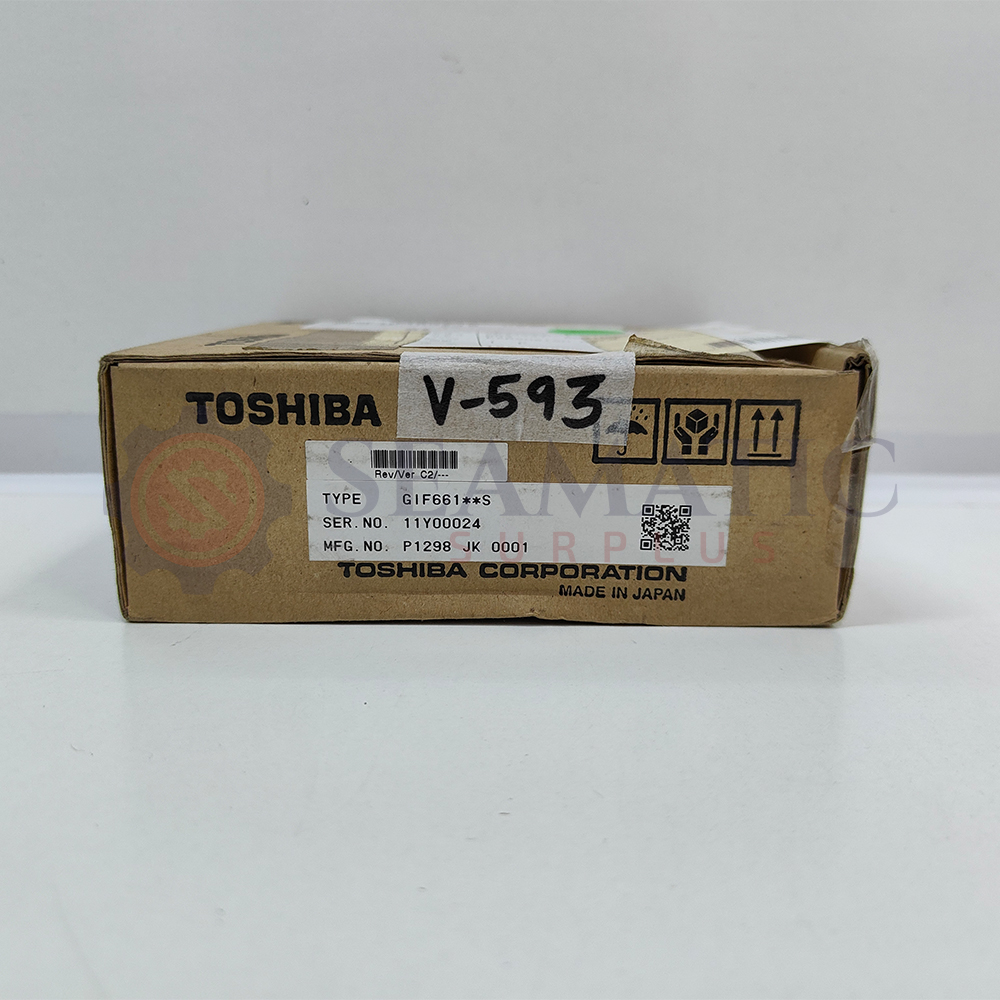 TOSHIBA
V-593
Rev/Ver C2/---
TYPE GIF661**S
SER.NO. 11Y00024
MFG.NO. P1298 JK 0001
TOSHIBA CORPORATION
MADE IN JAPAN
SEAMATIC
SURPLUS